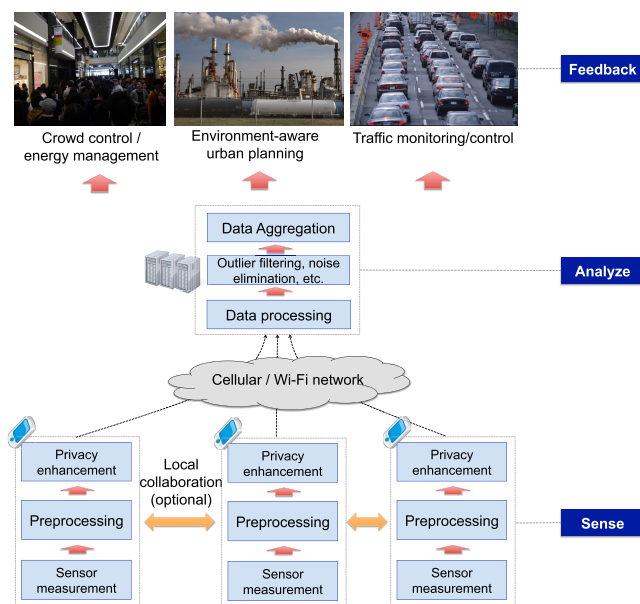 Feedback
Crowd control /
energy management
Environment-aware
urban planning
Traffic monitoring/control
Data Aggregation
Outlier filtering, noise
elimination, etc.
Data processing
Analyze
Cellular / Wi-Fi network
Privacy
enhancement
Preprocessing
Sensor
measurement
Local
collaboration
(optional)
Privacy
enhancement
Preprocessing
Sensor
measurement
Privacy
enhancement
Preprocessing
Sensor
measurement
Sense